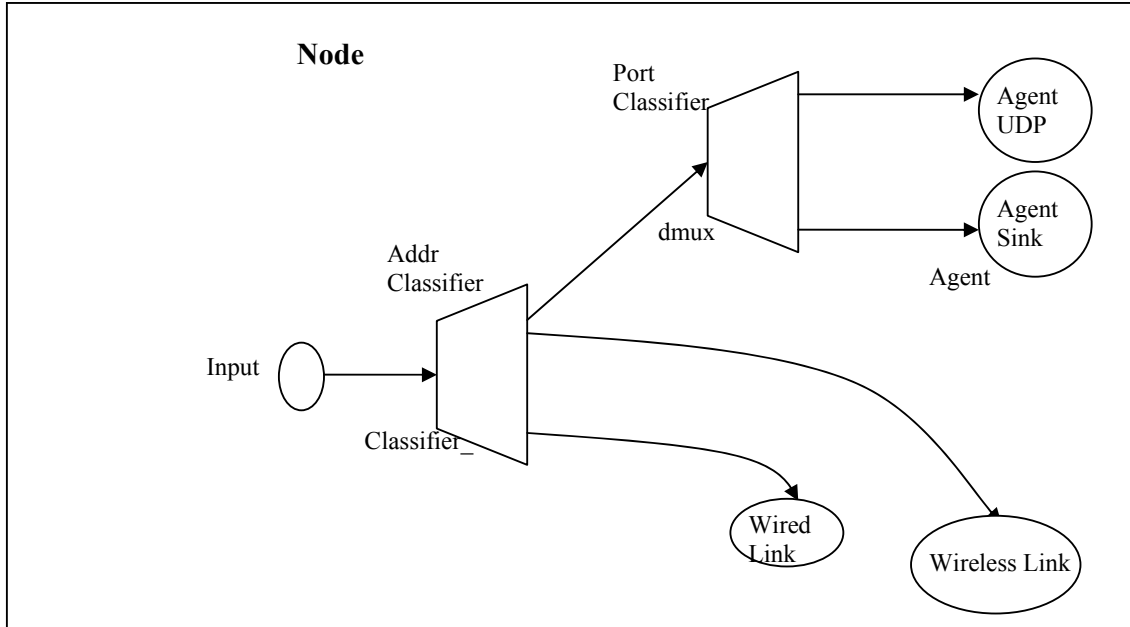 Node
Port
Classifier
Agent
UDP
dmux
Agent
Sink
Agent
Addr
Classifier
Input
Classifier_
Wired
Link
Wireless Link